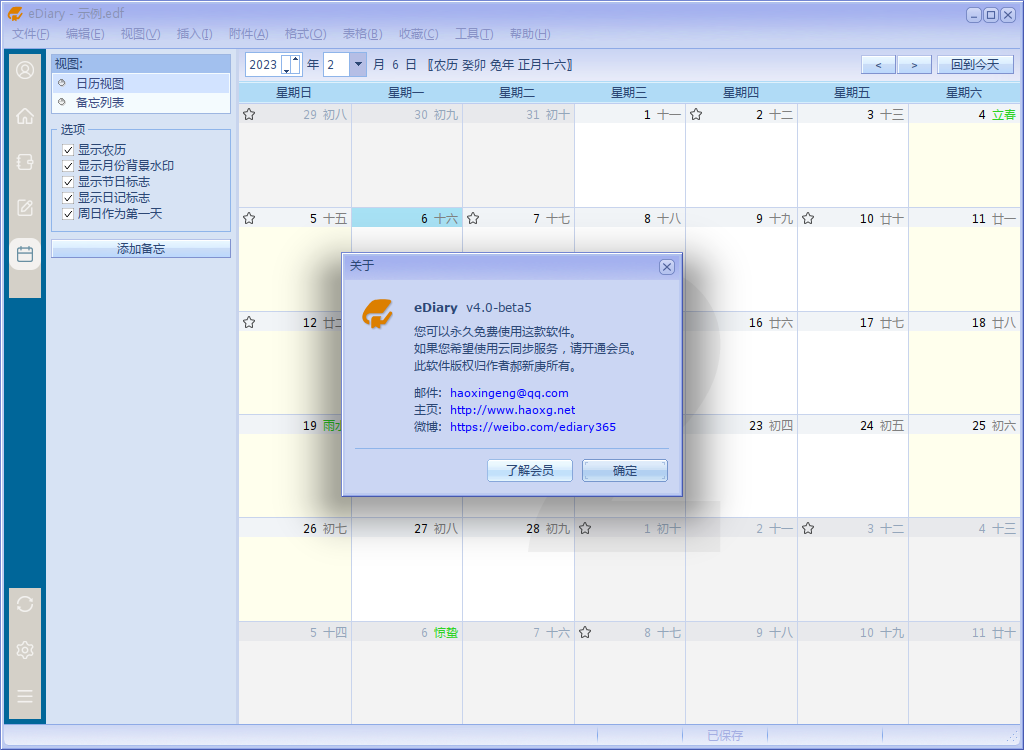 eDiary - 示例.edf
文件(F) 编辑(E) 视图(V) 插入(I) 附件(A) 格式(O) 表格(B) 收藏(C) 工具(T) 帮助(H)
视图:
日历视图
备忘列表
选项
显示农历
显示月份背景水印
显示节日标志
显示日记标志
周日作为第一天
添加备忘
2023 年 2 月 6 日 〖农历 癸卯 兔年 正月十六〗 < > 回到今天
星期日 星期一 星期二 星期三 星期四 星期五 星期六
29 初八 30 初九 31 初十 1 十一 2 十二 3 十三 4 立春
5 十五 6 十六 7 十七 8 十八 9 十九 10 廿十 11 廿一
12 廿二 16 廿六 17 廿七 18 廿八
19 雨水 23 初四 24 初五 25 初六
26 初七 27 初八 28 初九 1 初十 2 十一 3 十二 4 十三
5 十四 6 惊蛰 7 十六 8 十七 9 十八 10 十九 11 廿十
关于
eDiary v4.0-beta5
您可以永久免费使用这款软件。
如果您希望使用云同步服务，请开通会员。
此软件版权归作者郝新庚所有。
邮件: haoxingeng@qq.com
主页: http://www.haoxg.net
微博: https://weibo.com/ediary365
了解会员 确定
已保存